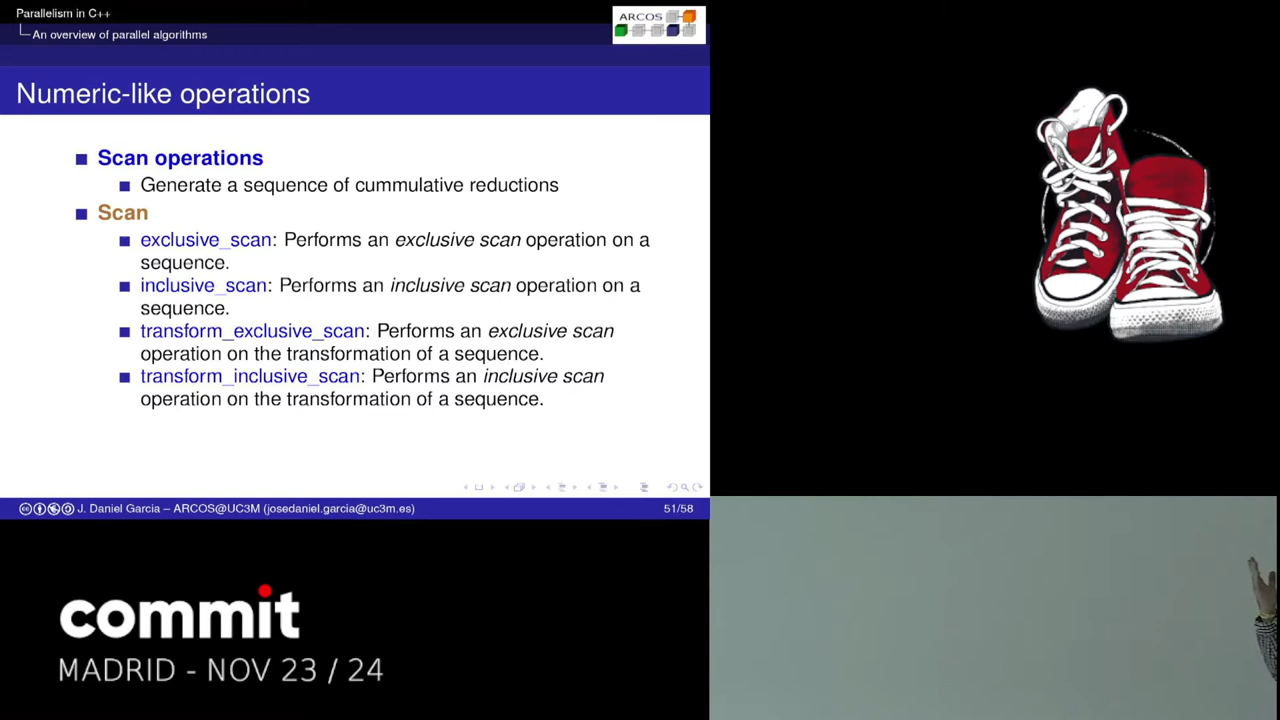 Parallelism in C++
An overview of parallel algorithms
ARCOS
Numeric-like operations
Scan operations
Generate a sequence of cummulative reductions
Scan
exclusive_scan: Performs an exclusive scan operation on a
sequence.
inclusive_scan: Performs an inclusive scan operation on a
sequence.
transform_exclusive_scan: Performs an exclusive scan
operation on the transformation of a sequence.
transform_inclusive_scan: Performs an inclusive scan
operation on the transformation of a sequence.
J. Daniel Garcia – ARCOS@UC3M (josedaniel.garcia@uc3m.es)
51/58
commit
MADRID - NOV 23 / 24